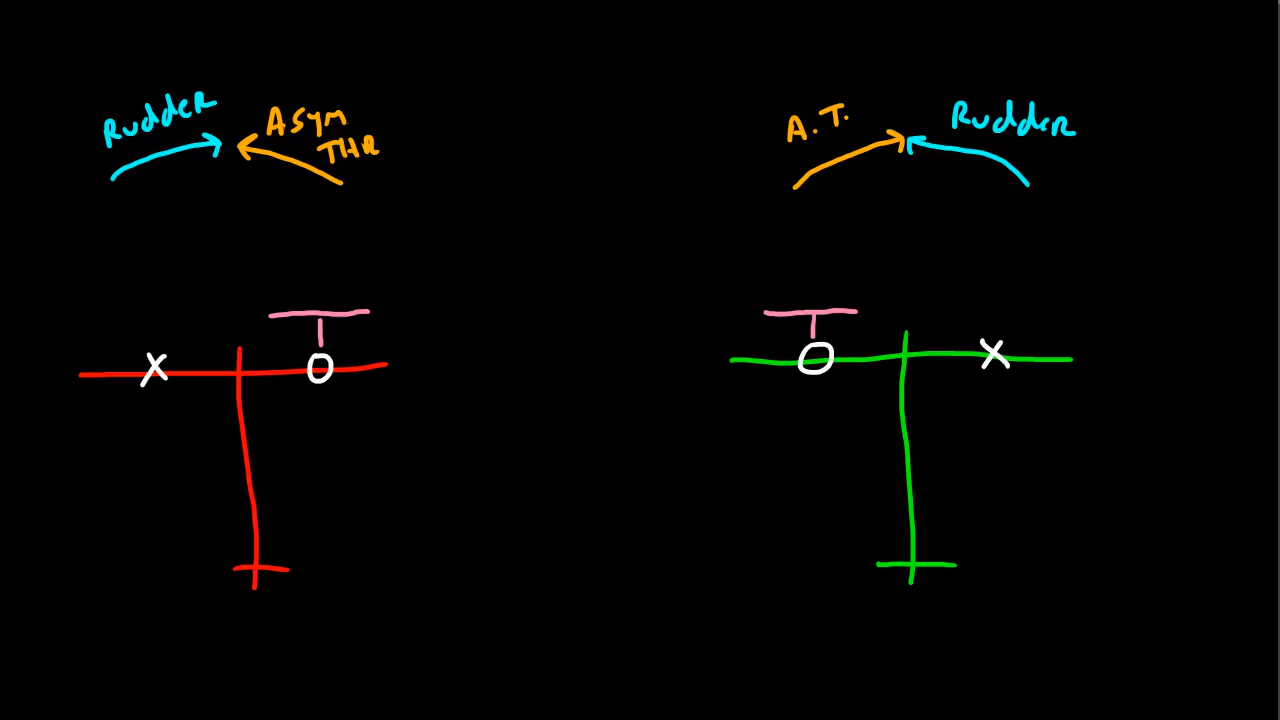 Rudder
Asym
THR
A.T.
Rudder
X
O
O
X